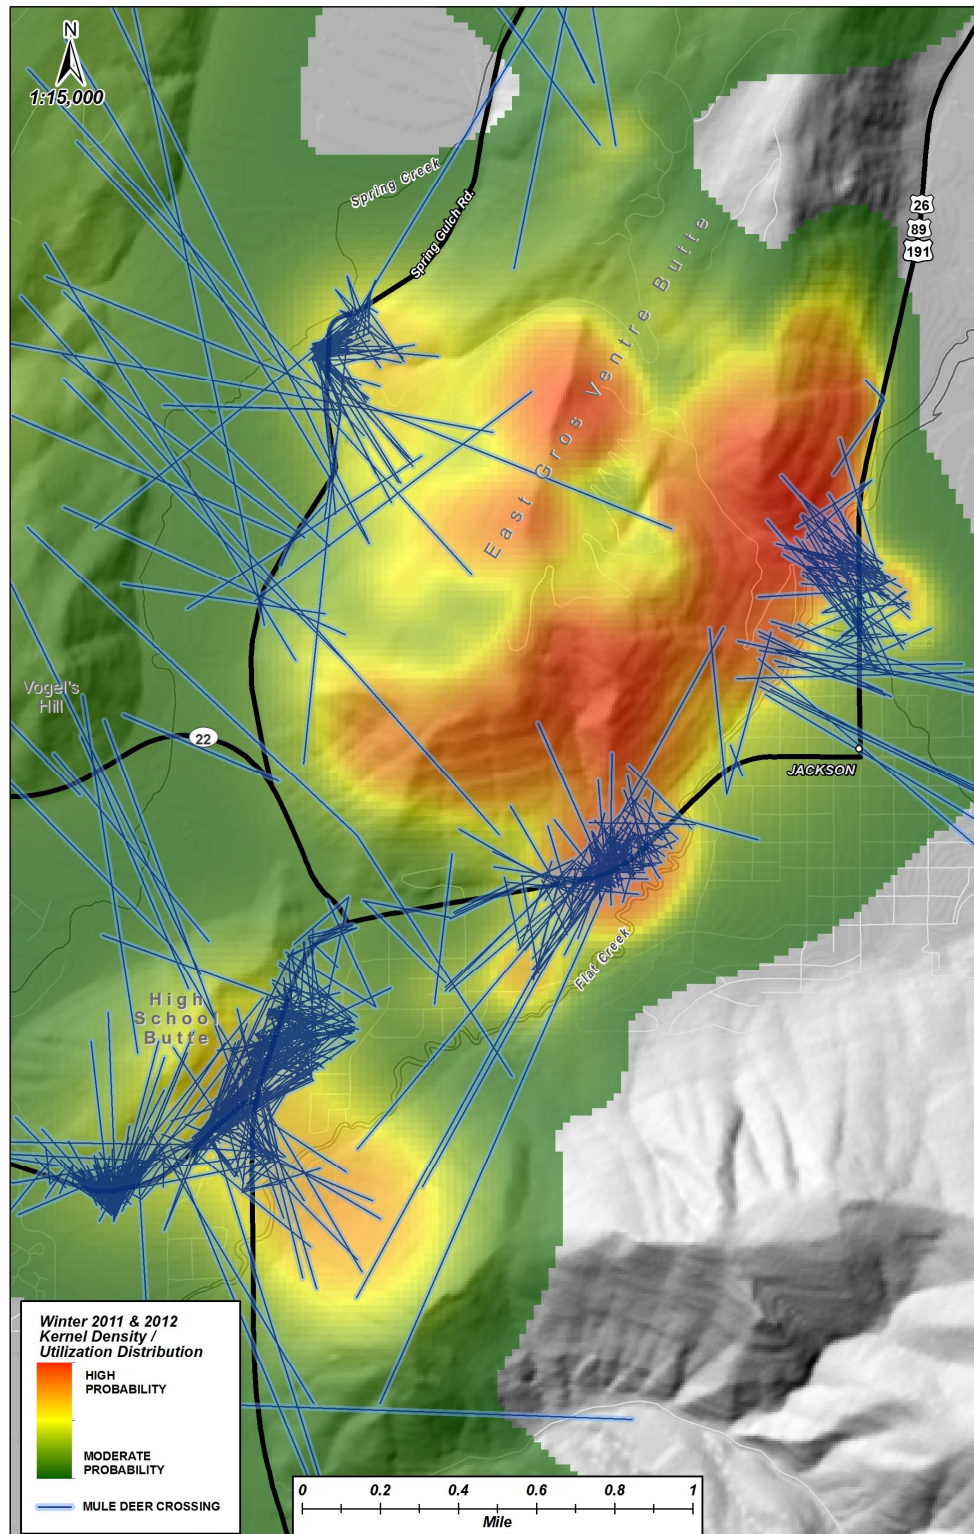 N
1:15,000
Spring Creek
Spring Gulch Rd.
26
89
191
East Gros Ventre Butte
Vogel's
Hill
22
JACKSON
Flat Creek
High
School
Butte
Winter 2011 & 2012
Kernel Density /
Utilization Distribution
HIGH
PROBABILITY
MODERATE
PROBABILITY
MULE DEER CROSSING
0 0.2 0.4 0.6 0.8 1
Mile